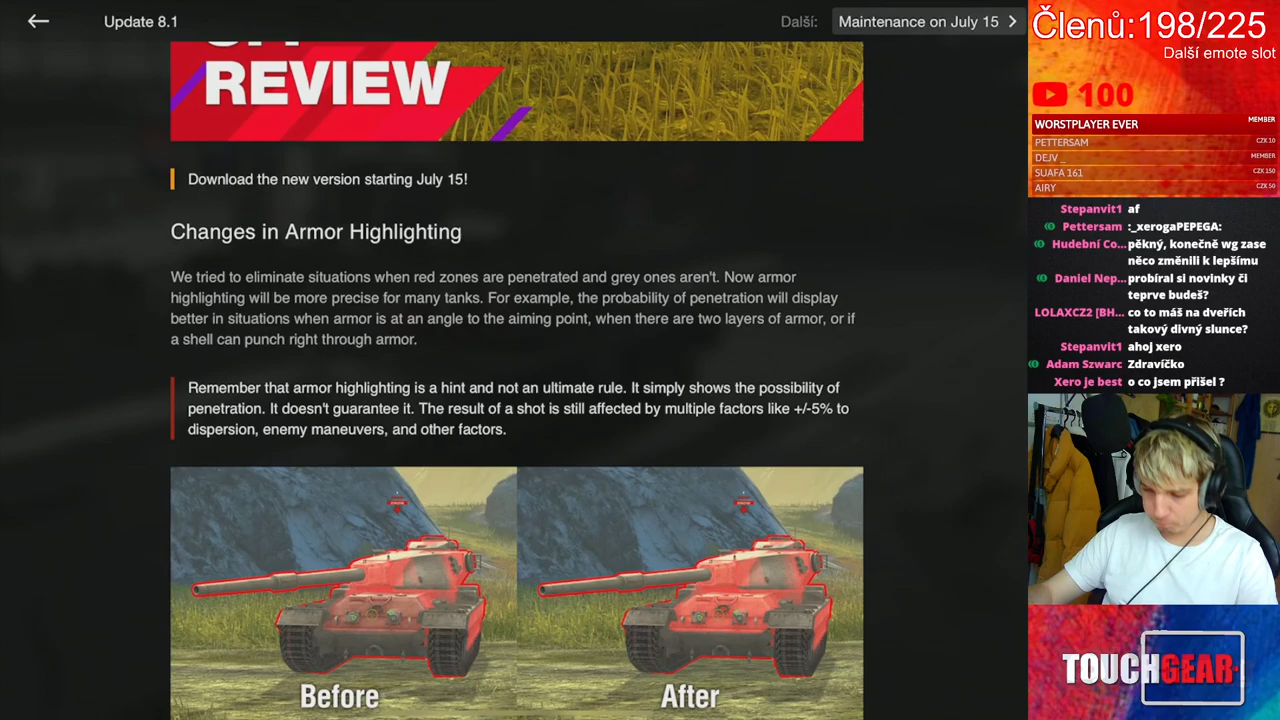 Update 8.1
Další:
Maintenance on July 15
REVIEW
Download the new version starting July 15!
Changes in Armor Highlighting
We tried to eliminate situations when red zones are penetrated and grey ones aren't. Now armor
highlighting will be more precise for many tanks. For example, the probability of penetration will display
better in situations when armor is at an angle to the aiming point, when there are two layers of armor, or if
a shell can punch right through armor.
Remember that armor highlighting is a hint and not an ultimate rule. It simply shows the possibility of
penetration. It doesn't guarantee it. The result of a shot is still affected by multiple factors like +/-5% to
dispersion, enemy maneuvers, and other factors.
Before
After
Členů:198/225
Další emote slot
100
WORSTPLAYER EVER MEMBER
PETTERSAM CZK 10
DEJV _ MEMBER
SUAFA 161 CZK 150
AIRY CZK 50
Stepanvit1 af
Pettersam :_xerogaPEPEGA:
Hudební Co... pěkný, konečně wg zase
něco změnili k lepšímu
Daniel Nep... probíral si novinky či
teprve budeš?
LOLAXCZ2 [BH... co to máš na dveřích
takový divný slunce?
Stepanvit1 ahoj xero
Adam Szwarc Zdravíčko
Xero je best o co jsem přišel ?
TOUCHGEAR